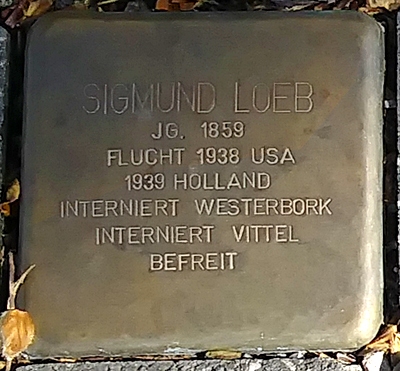 SIGMUND LOEB
JG. 1859
FLUCHT 1938 USA
1939 HOLLAND
INTERNIERT WESTERBORK
INTERNIERT VITTEL
BEFREIT